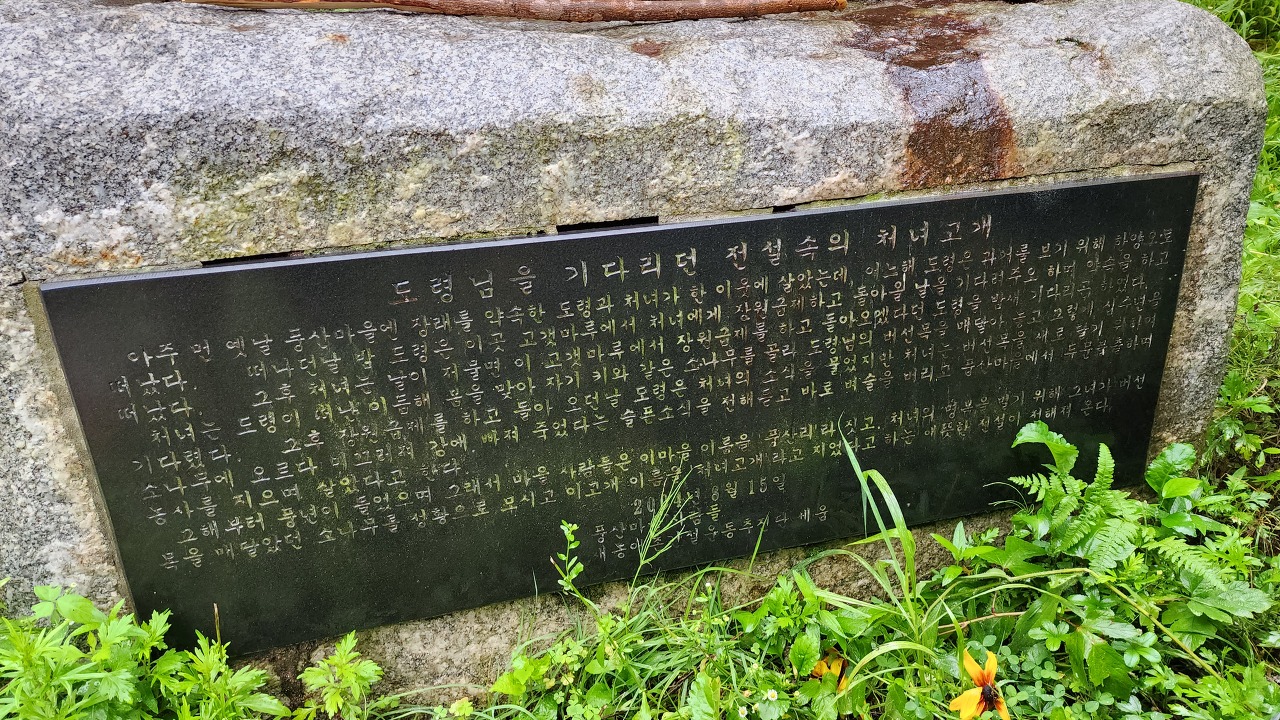 도령님을 기다리던 전설속의 처녀고개
아주 먼 옛날 풍산마을에 장래를 약속한 도령과 처녀가 한 이웃에 살았는데, 어느해 도령은 과거를 보기 위해 한양으로
떠났다. 떠나던날 밤 도령은 이곳 고갯마루에서 처녀에게 장원급제하고 돌아올 날을 기다려주오 하며 약속을 하고
떠났다. 그후 처녀는 날이 저물면 이 고갯마루에서 장원급제를 하고 돌아오겠다던 도령을 밤새 기다리곤 하였다.
처녀는 도령이 떠난 이듬해 봄을 맞아 자기 키와 같은 소나무를 골라 도령님의 버선목을 매달아 놓고 그렇게 십수년을
기다렸다. 그후 장원급제를 하고 돌아 오던날 도령은 처녀의 소식을 물었지만 처녀는 버선목을 새로 달기 위하여
소나무에 오르다 미끄러져 강에 빠져 죽었다는 슬픈소식을 전해듣고 바로 벼슬을 버리고 풍산마을에서 두문불출하며
농사를 지으며 살았다고 한다.
그해부터 풍년이 들었으며 그래서 마을 사람들은 이마을 이름을 풍산리라 짓고, 처녀의 명복을 빌기 위해 그녀가 버선
목을 매달았던 소나무를 성황으로 모시고 이고개 이름을 처녀고개 라고 지었다고 하는 애틋한 전설이 전해져 온다.
8월 15일
풍산마을
새농어촌 운동추 세움